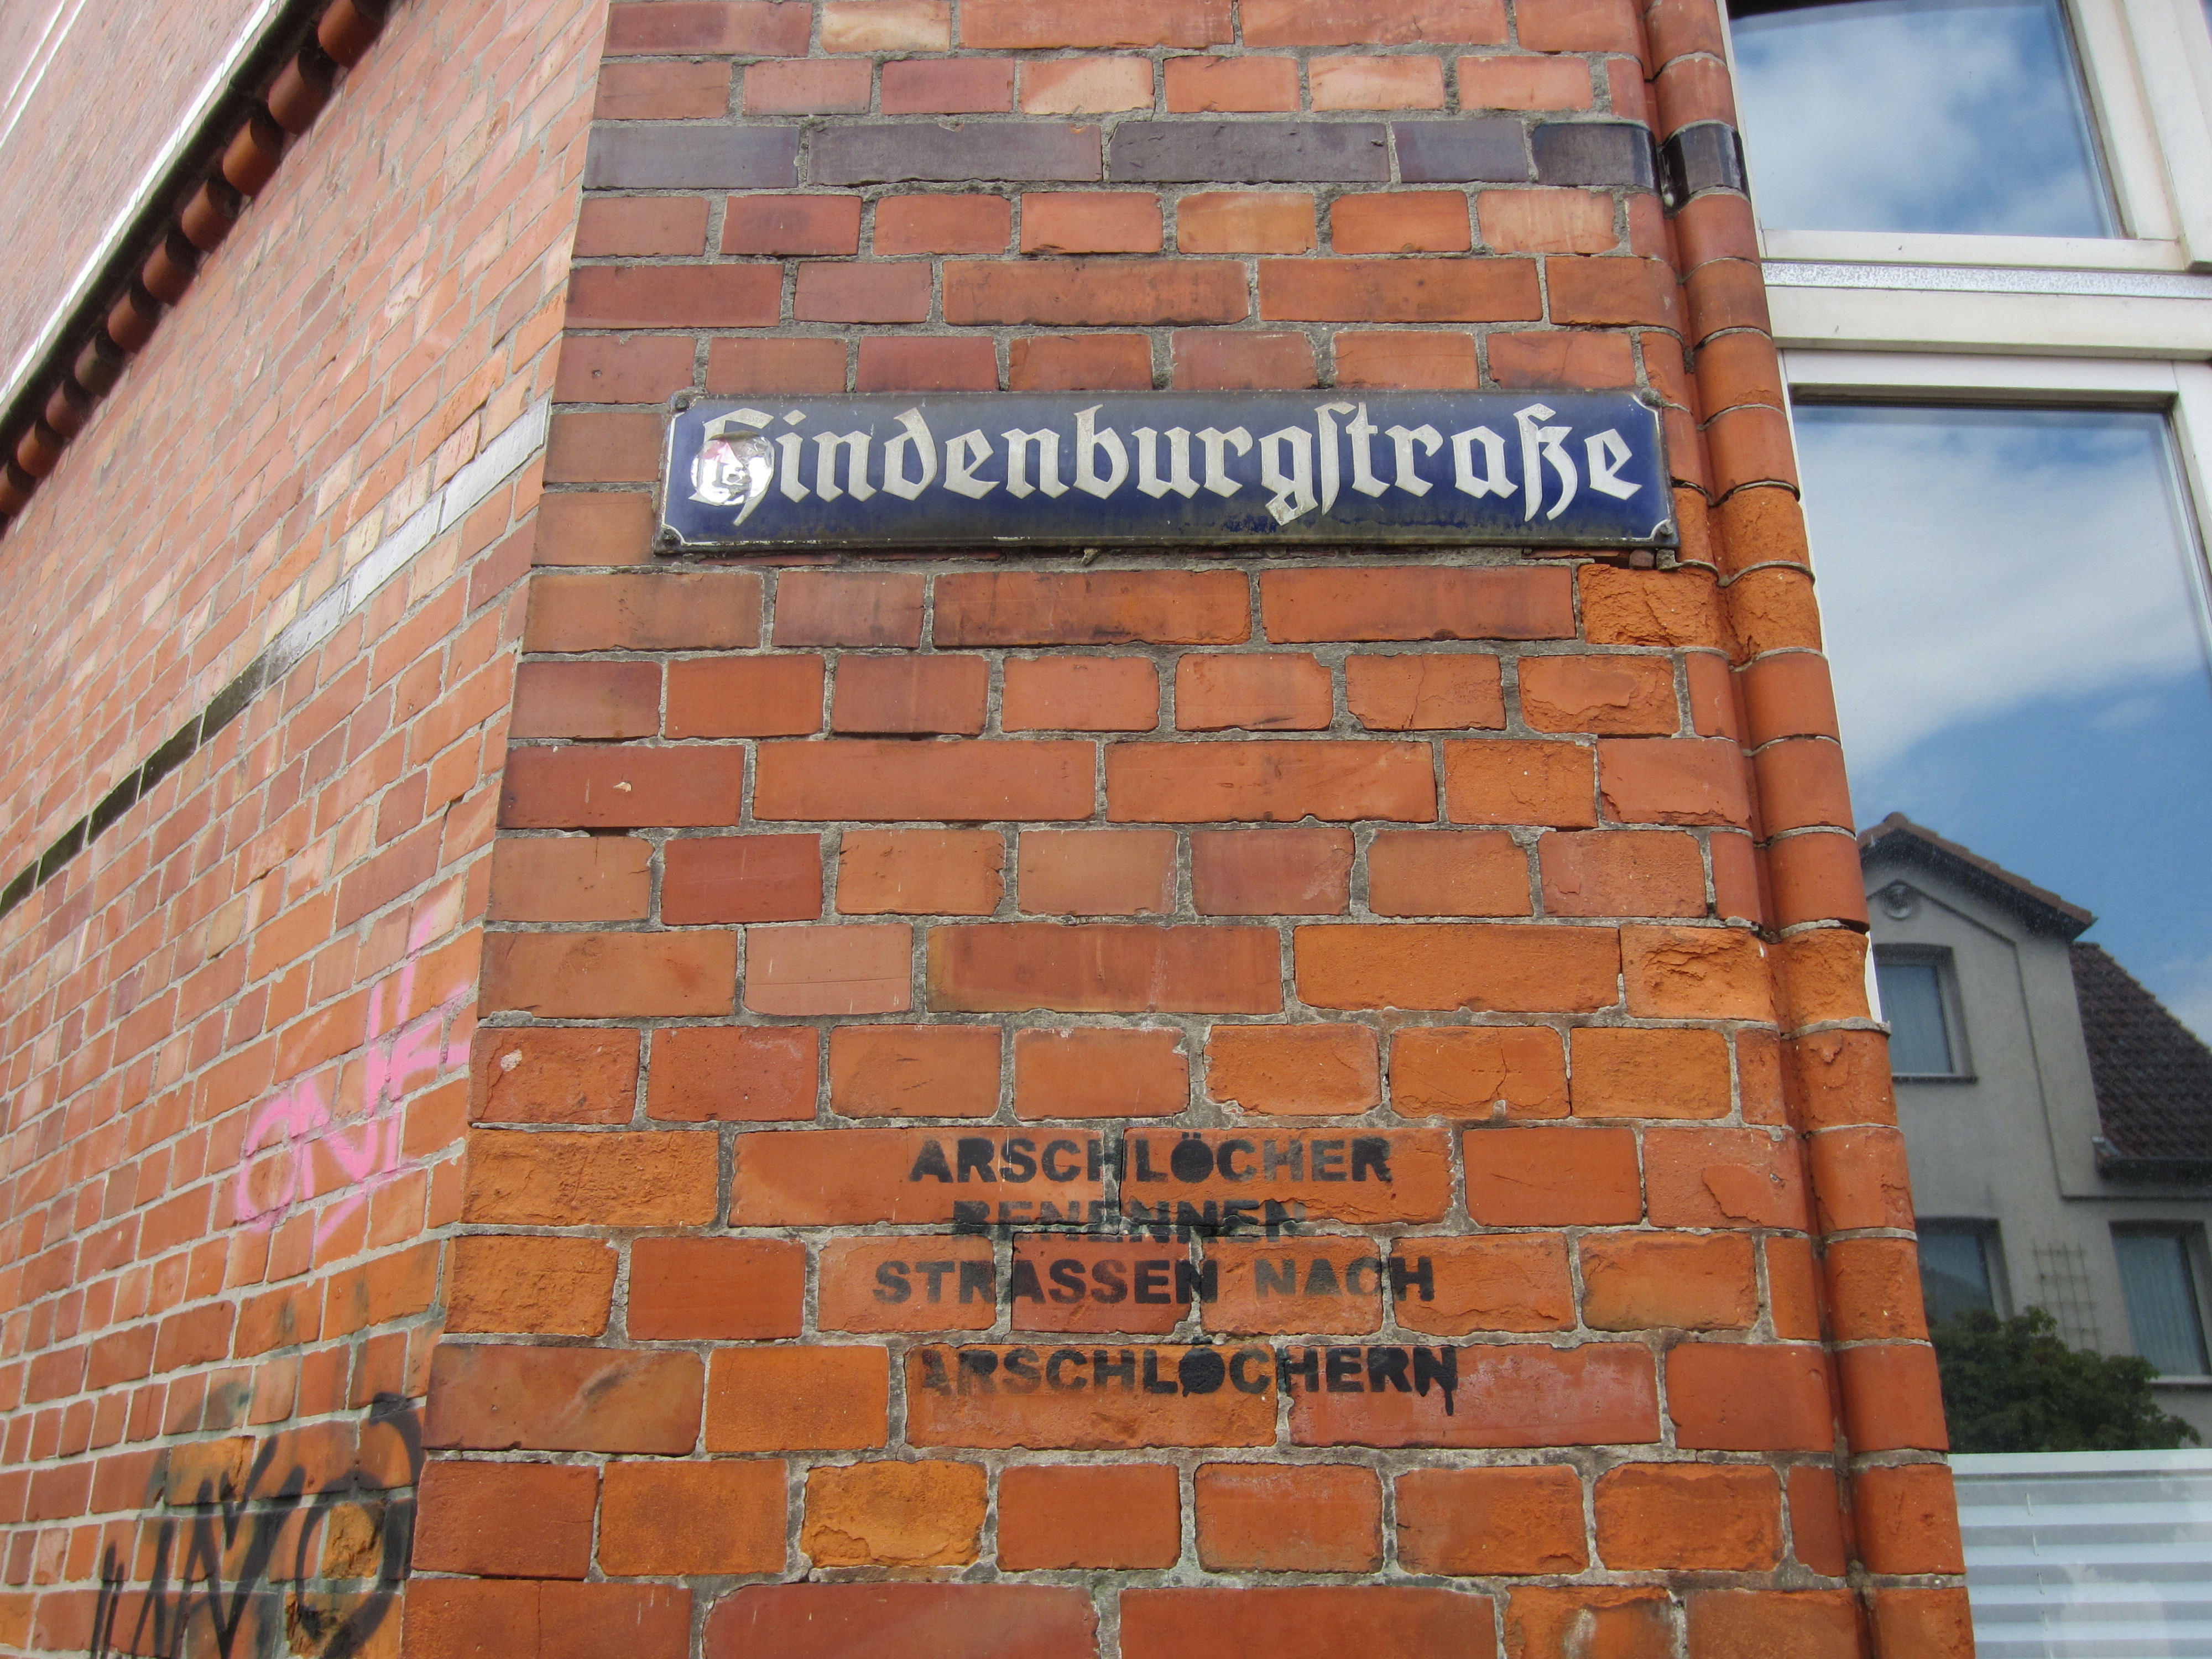 Hindenburgstraße
ARSCHLÖCHER
BENENNEN
STRASSEN NACH
ARSCHLÖCHERN